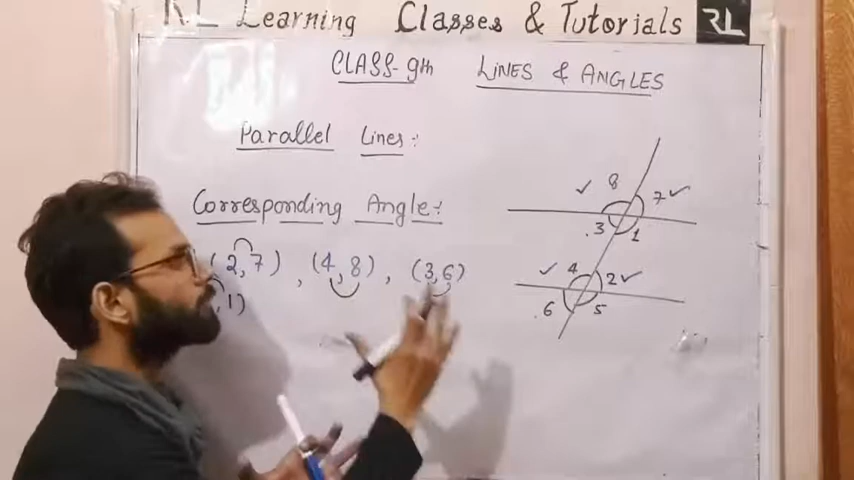 RL Learning Classes & Tutorials RL
CLASS-9th LINES & ANGLES
Parallel Lines:
Corresponding Angle:
(2,7), (4,8), (3,6)
,1)
8 7
3 1
4 2
6 5